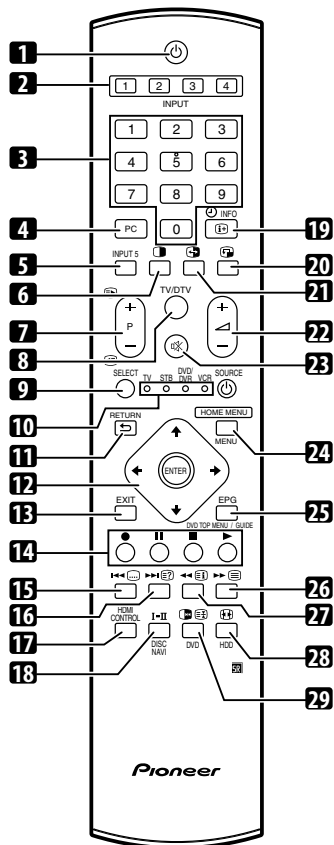 1
2
1 2 3 4
INPUT
3
1 2 3
4 5 6
7 8 9
INFO
4
PC
0
i+
19
5
INPUT 5
20
6
21
TV/DTV
7
+
P
−
+
−
22
8
23
9
SELECT
TV STB DVD/DVR VCR
SOURCE
10
HOME MENU
11
RETURN
MENU
24
12
ENTER
13
EXIT
EPG
25
DVD TOP MENU / GUIDE
14
15
26
16
27
17
HDMI CONTROL
I-II
18
DISC NAVI
DVD
HDD
28
SR
29
Pioneer